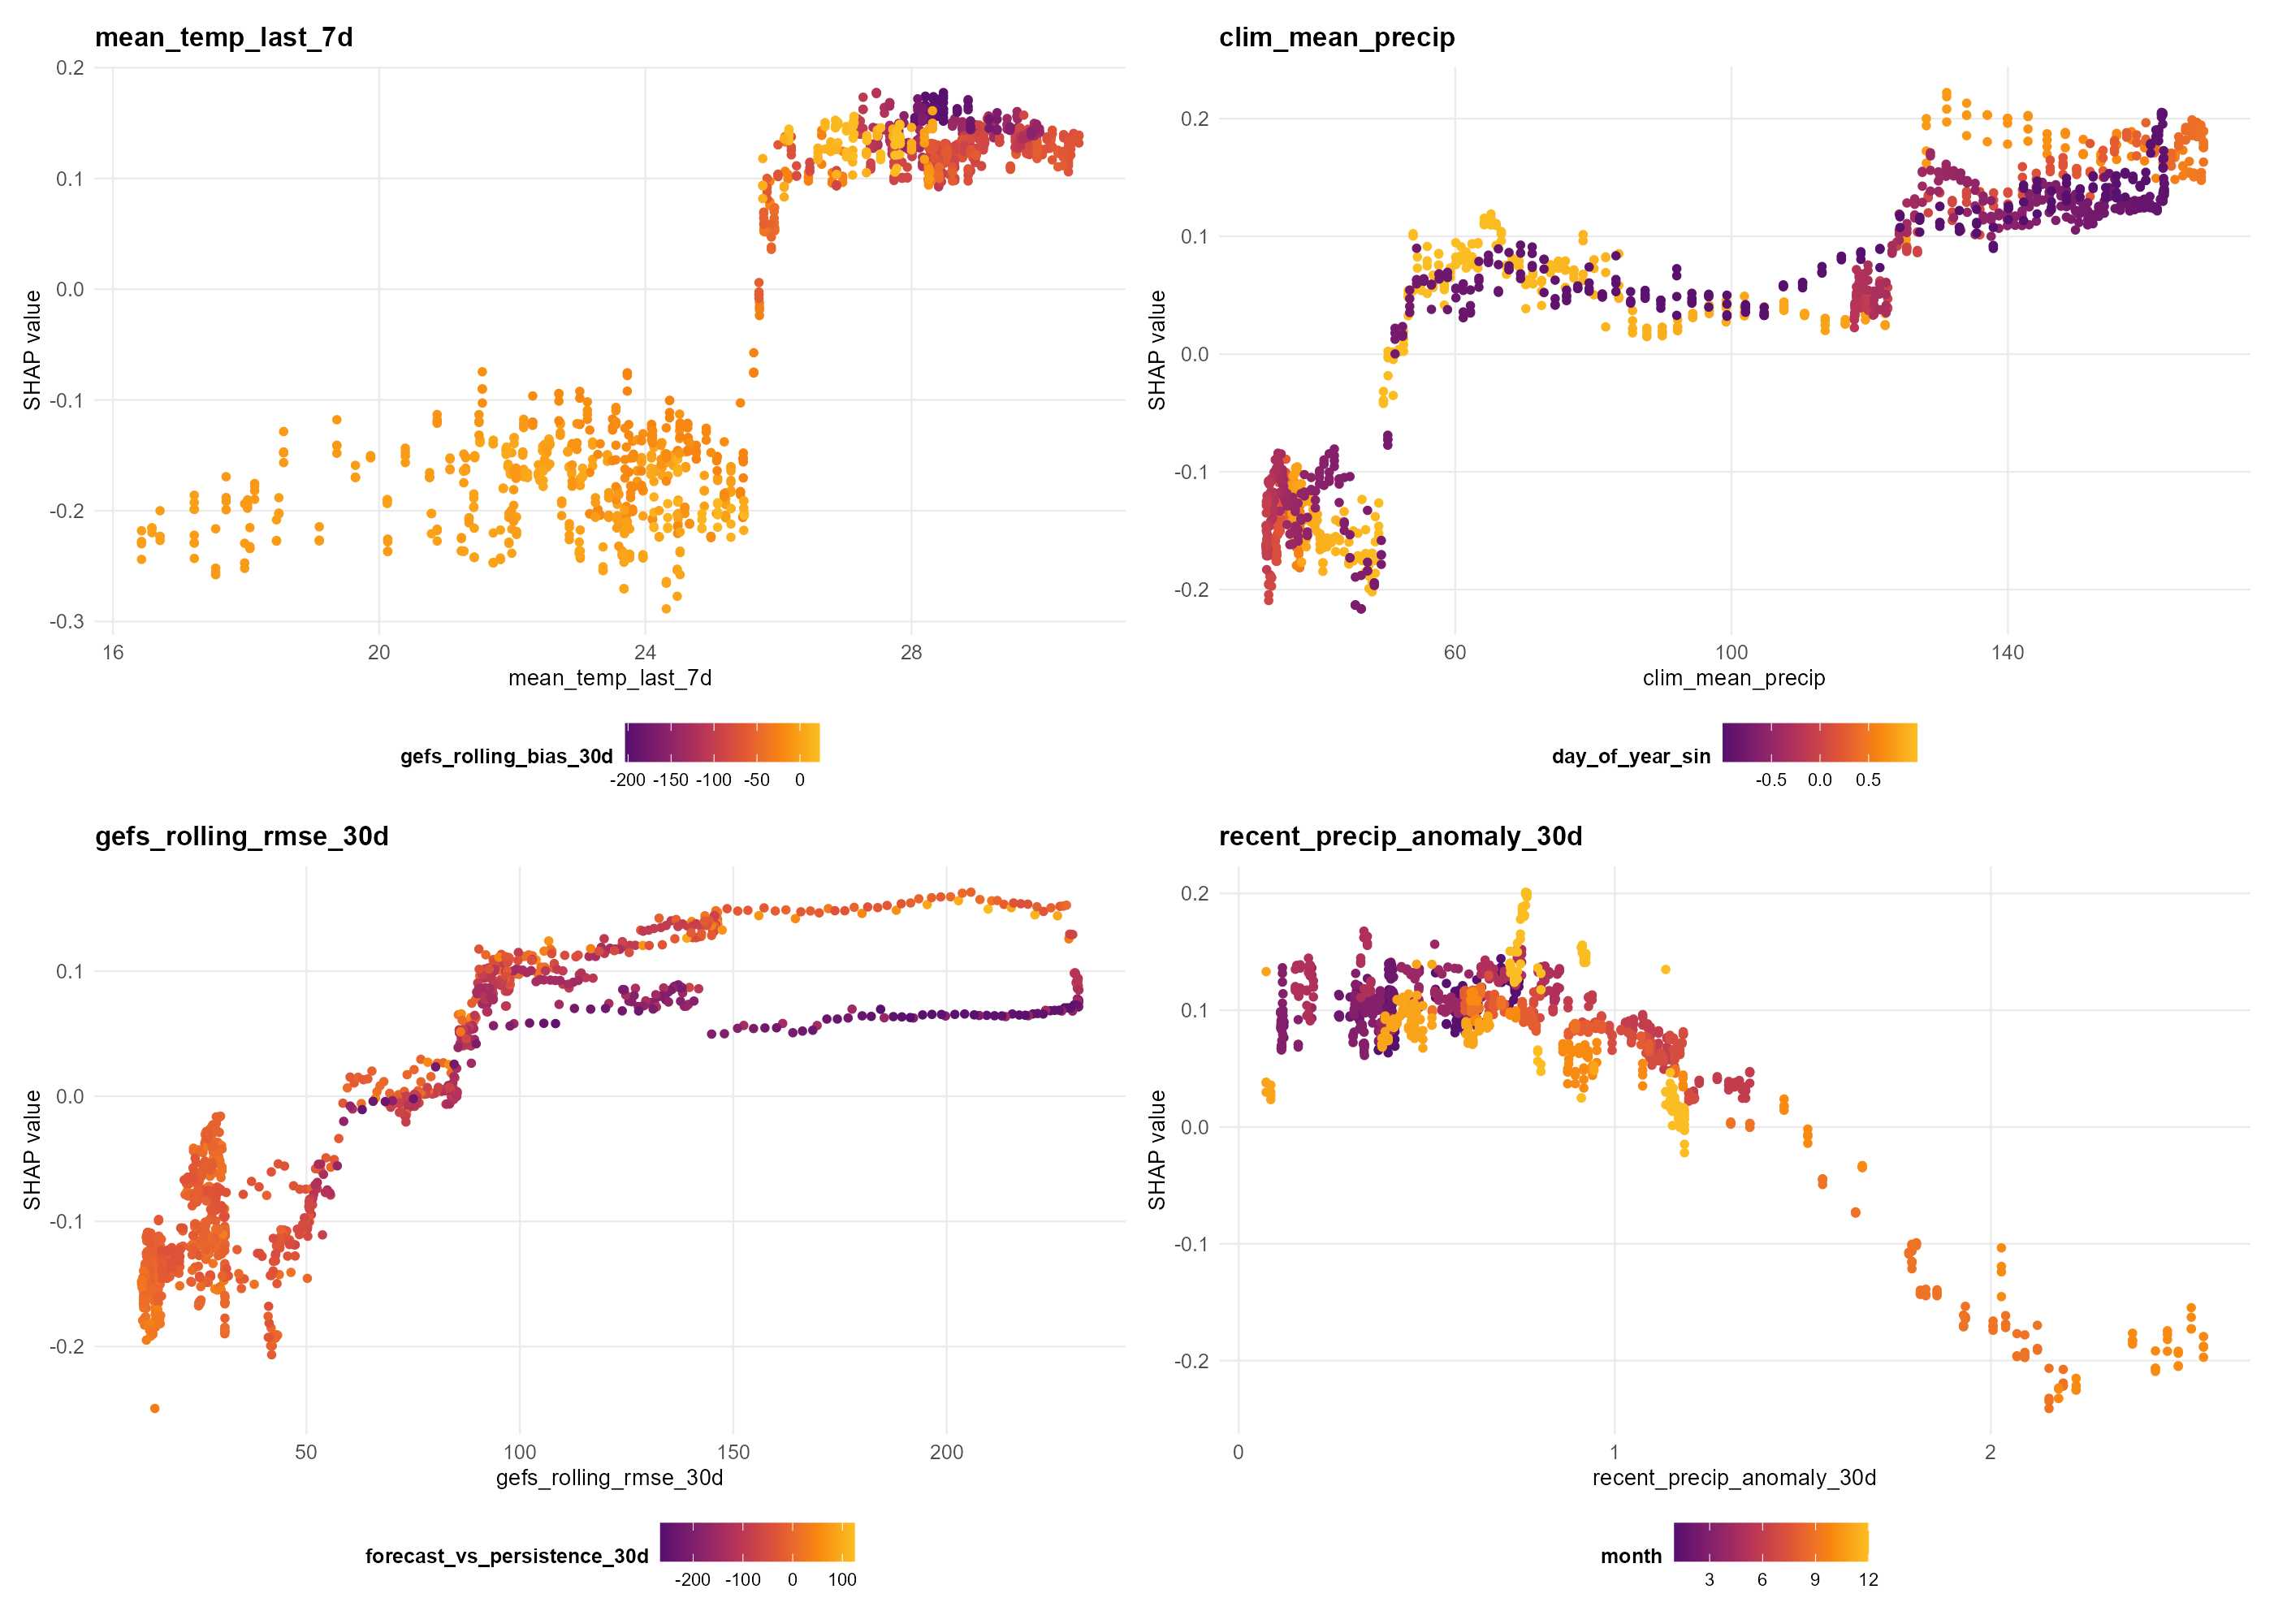 mean_temp_last_7d
0.2
0.1
0.0
-0.1
-0.2
-0.3
SHAP value
16 20 24 28
mean_temp_last_7d
gefs_rolling_bias_30d
-200 -150 -100 -50 0
clim_mean_precip
0.2
0.1
0.0
-0.1
-0.2
SHAP value
60 100 140
clim_mean_precip
day_of_year_sin
-0.5 0.0 0.5
gefs_rolling_rmse_30d
0.1
0.0
-0.1
-0.2
SHAP value
50 100 150 200
gefs_rolling_rmse_30d
forecast_vs_persistence_30d
-200 -100 0 100
recent_precip_anomaly_30d
0.2
0.1
0.0
-0.1
-0.2
SHAP value
0 1 2
recent_precip_anomaly_30d
month
3 6 9 12